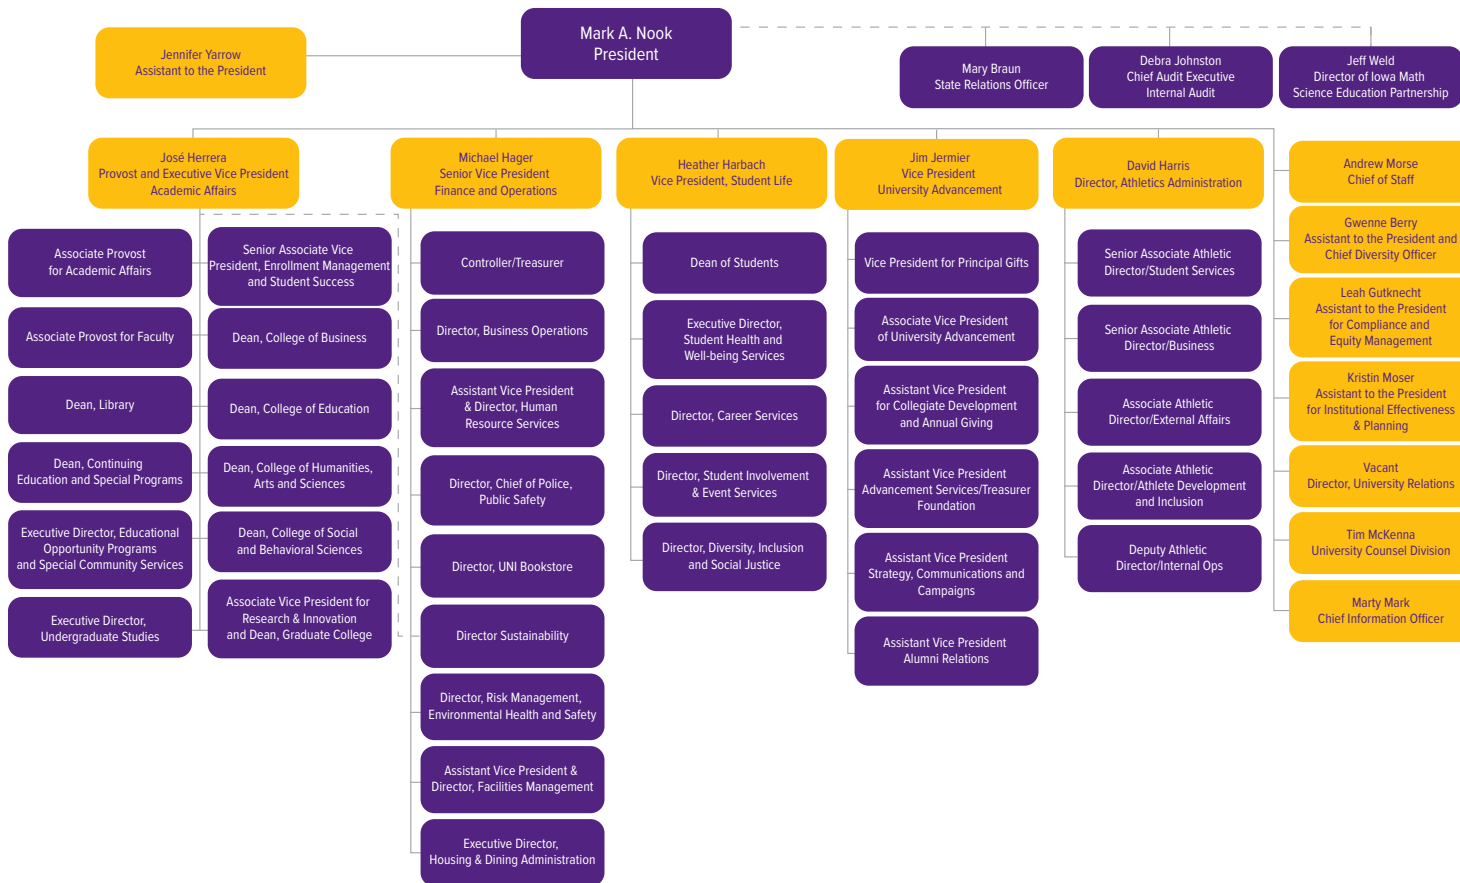 Mark A. Nook
President
Jennifer Yarrow
Assistant to the President
Mary Braun
State Relations Officer
Debra Johnston
Chief Audit Executive
Internal Audit
Jeff Weld
Director of Iowa Math
Science Education Partnership
José Herrera
Provost and Executive Vice President
Academic Affairs
Associate Provost
for Academic Affairs
Associate Provost for Faculty
Dean, Library
Dean, Continuing
Education and Special Programs
Executive Director, Educational
Opportunity Programs
and Special Community Services
Executive Director,
Undergraduate Studies
Senior Associate Vice
President, Enrollment Management
and Student Success
Dean, College of Business
Dean, College of Education
Dean, College of Humanities,
Arts and Sciences
Dean, College of Social
and Behavioral Sciences
Associate Vice President for
Research & Innovation
and Dean, Graduate College
Michael Hager
Senior Vice President
Finance and Operations
Controller/Treasurer
Director, Business Operations
Assistant Vice President
& Director, Human
Resource Services
Director, Chief of Police,
Public Safety
Director, UNI Bookstore
Director Sustainability
Director, Risk Management,
Environmental Health and Safety
Assistant Vice President &
Director, Facilities Management
Executive Director,
Housing & Dining Administration
Heather Harbach
Vice President, Student Life
Dean of Students
Executive Director,
Student Health and
Well-being Services
Director, Career Services
Director, Student Involvement
& Event Services
Director, Diversity, Inclusion
and Social Justice
Jim Jermier
Vice President
University Advancement
Vice President for Principal Gifts
Associate Vice President
of University Advancement
Assistant Vice President
for Collegiate Development
and Annual Giving
Assistant Vice President
Advancement Services/Treasurer
Foundation
Assistant Vice President
Strategy, Communications and
Campaigns
Assistant Vice President
Alumni Relations
David Harris
Director, Athletics Administration
Senior Associate Athletic
Director/Student Services
Senior Associate Athletic
Director/Business
Associate Athletic
Director/External Affairs
Associate Athletic
Director/Athlete Development
and Inclusion
Deputy Athletic
Director/Internal Ops
Andrew Morse
Chief of Staff
Gwenne Berry
Assistant to the President and
Chief Diversity Officer
Leah Gutknecht
Assistant to the President
for Compliance and
Equity Management
Kristin Moser
Assistant to the President
for Institutional Effectiveness
& Planning
Vacant
Director, University Relations
Tim McKenna
University Counsel Division
Marty Mark
Chief Information Officer